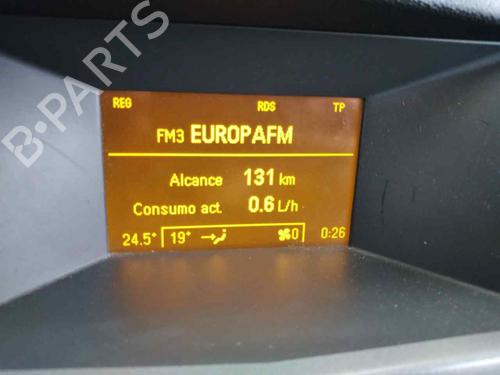 REG RDS TP
FM3 EUROPAFM
Alcance 131 km
Consumo act. 0.6 L/h
24.5° 19° 0 0:26
B-PARTS